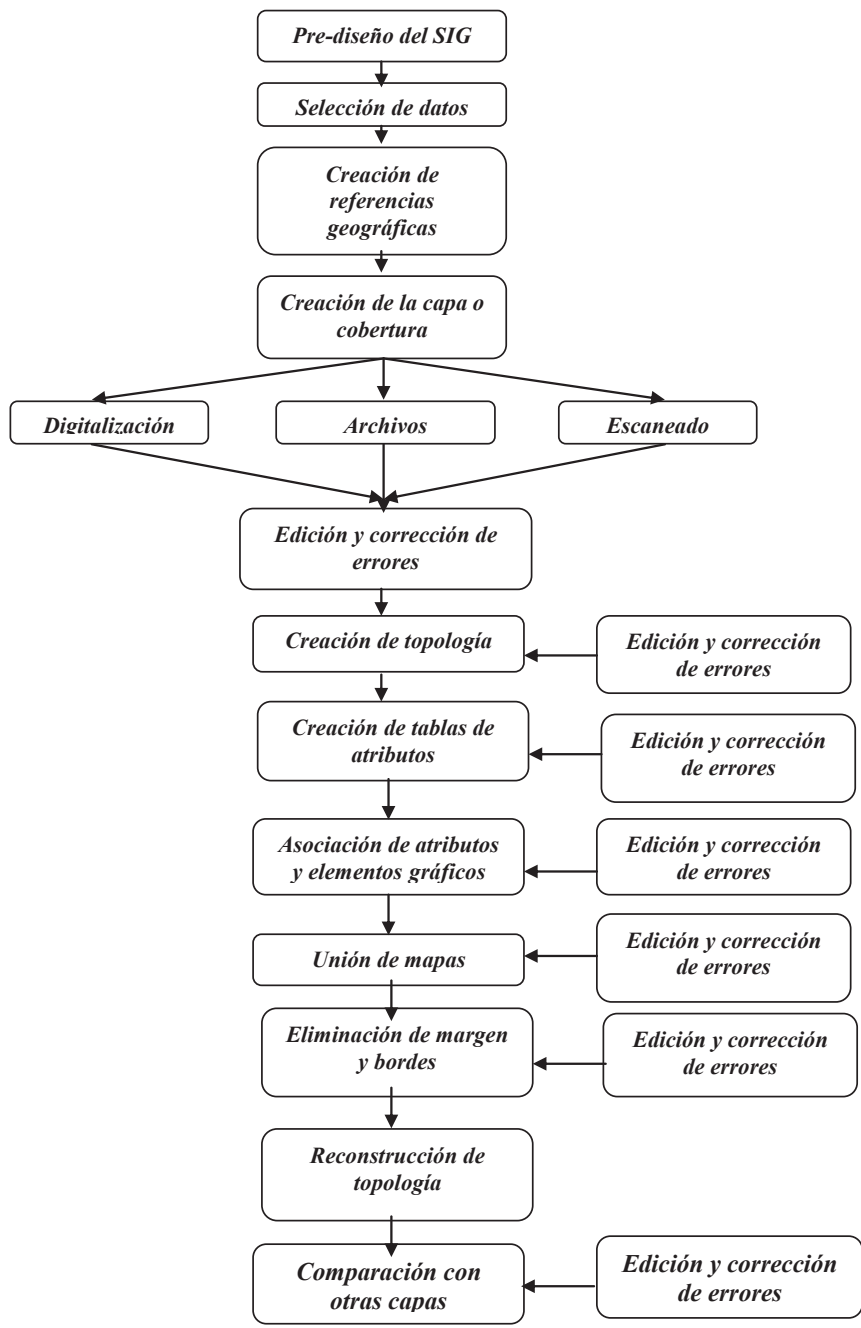 Pre-diseño del SIG
Selección de datos
Creación de
referencias
geográficas
Creación de la capa o
cobertura
Digitalización
Archivos
Escaneado
Edición y corrección de
errores
Creación de topología
Edición y corrección
de errores
Creación de tablas de
atributos
Edición y corrección
de errores
Asociación de atributos
y elementos gráficos
Edición y corrección
de errores
Unión de mapas
Edición y corrección
de errores
Eliminación de margen
y bordes
Edición y corrección
de errores
Reconstrucción de
topología
Comparación con
otras capas
Edición y corrección
de errores